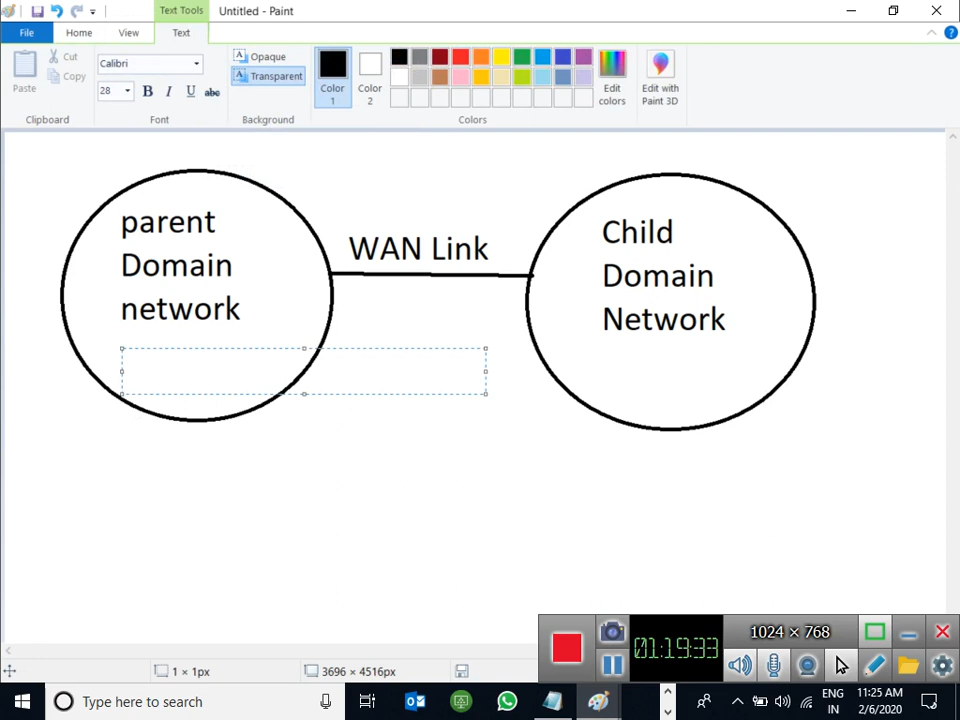 Text Tools
Untitled - Paint
File
Home
View
Text
Paste
Cut
Copy
Clipboard
Calibri
28
B I U abc
Font
A Opaque
A Transparent
Background
Color 1
Color 2
Edit colors
Edit with Paint 3D
Colors
parent
Domain
network
WAN Link
Child
Domain
Network
1 × 1px
3696 × 4516px
01:19:33
1024 × 768
Type here to search
ENG
IN
11:25 AM
2/6/2020